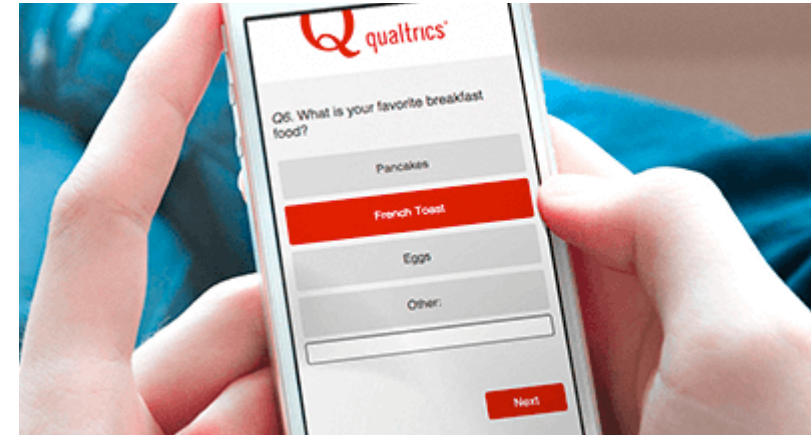 Q qualtrics
Q6. What is your favorite breakfast
food?
Pancakes
French Toast
Eggs
Other:
Next